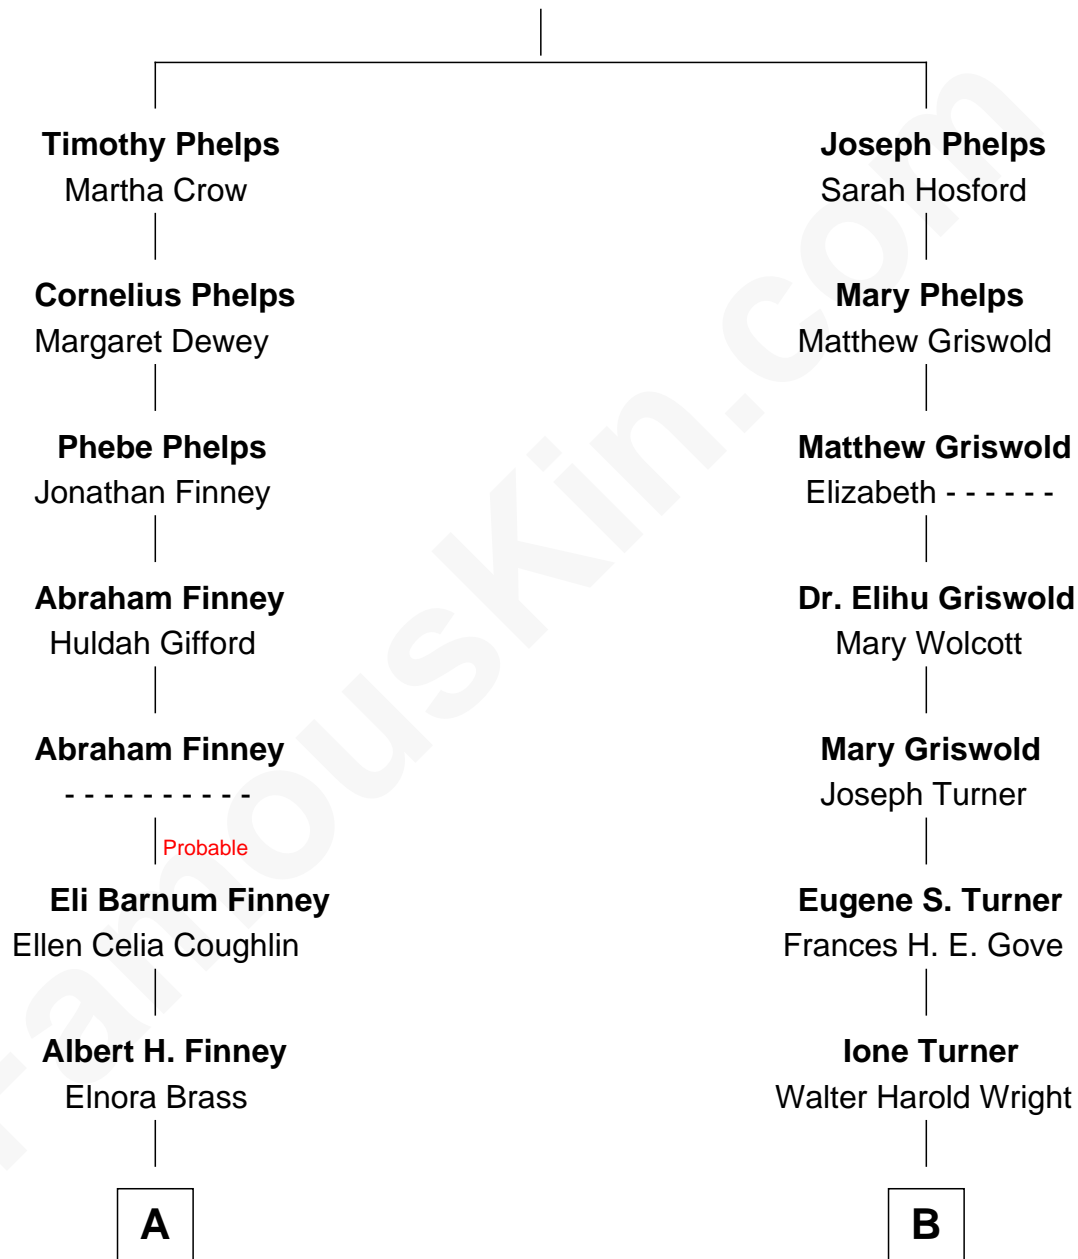 Timothy Phelps
Martha Crow
Cornelius Phelps
Margaret Dewey
Phebe Phelps
Jonathan Finney
Abraham Finney
Huldah Gifford
Abraham Finney
- - - - - - - - - -
Probable
Eli Barnum Finney
Ellen Celia Coughlin
Albert H. Finney
Elnora Brass
A
Joseph Phelps
Sarah Hosford
Mary Phelps
Matthew Griswold
Matthew Griswold
Elizabeth - - - - - -
Dr. Elihu Griswold
Mary Wolcott
Mary Griswold
Joseph Turner
Eugene S. Turner
Frances H. E. Gove
Ione Turner
Walter Harold Wright
B
FamousKin.com